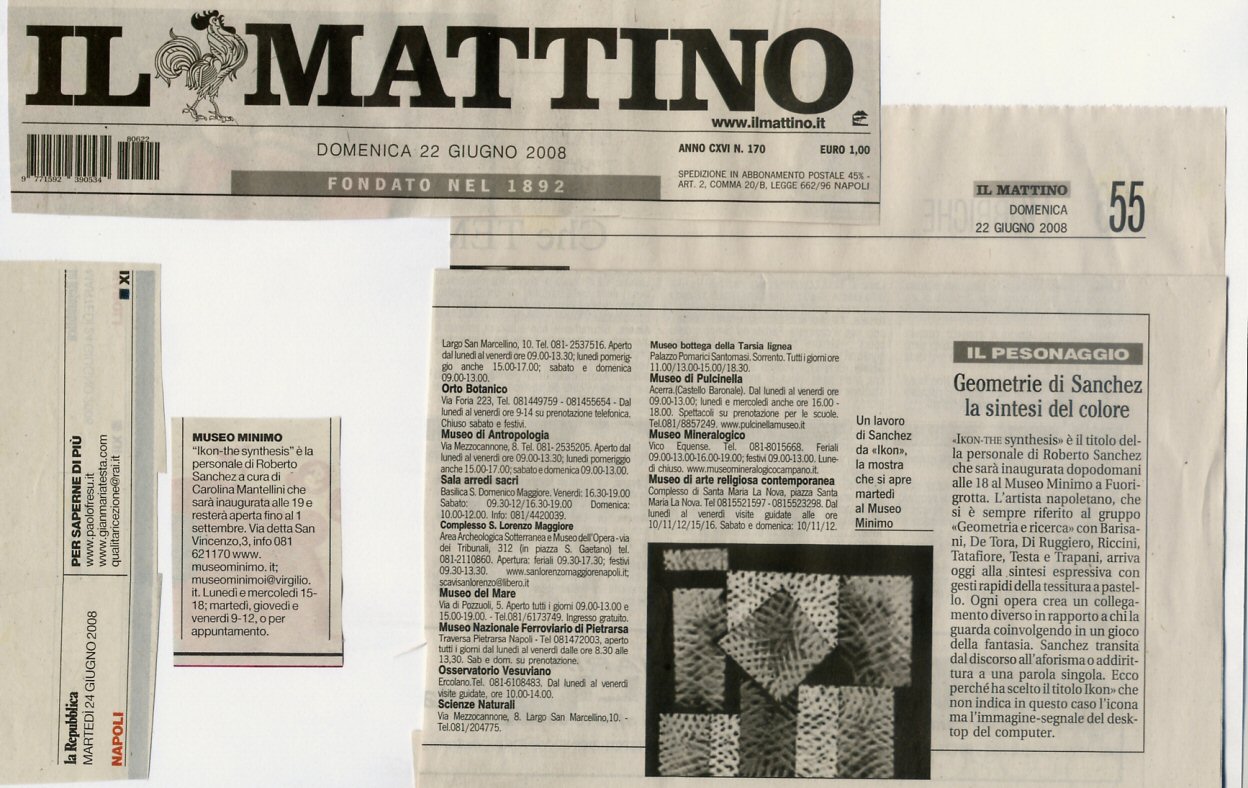 IL MATTINO
www.ilmattino.it
80622
9 771592 390534
DOMENICA 22 GIUGNO 2008
ANNO CXVI N. 170 EURO 1,00
FONDATO NEL 1892
SPEDIZIONE IN ABBONAMENTO POSTALE 45% -
ART. 2, COMMA 20/B, LEGGE 662/96 NAPOLI
IL MATTINO
DOMENICA
22 GIUGNO 2008
55
la Repubblica
MARTEDÌ 24 GIUGNO 2008
NAPOLI
PER SAPERNE DI PIÙ
www.paolofresu.it
www.gianmariatesta.com
qualitaricezione@rai.it
XI
MUSEO MINIMO
"Ikon-the synthesis" è la
personale di Roberto
Sanchez a cura di
Carolina Mantellini che
sarà inaugurata alle 19 e
resterà aperta fino al 1
settembre. Via detta San
Vincenzo,3, info 081
621170 www.
museominimo. it;
museominimoi@virgilio.
it. Lunedì e mercoledì 15-
18; martedì, giovedì e
venerdì 9-12, o per
appuntamento.
Largo San Marcellino, 10. Tel. 081- 2537516. Aperto
dal lunedì al venerdì ore 09.00-13.30; lunedì pomerig-
gio anche 15.00-17.00; sabato e domenica
09.00-13.00.
Orto Botanico
Via Foria 223, Tel. 081449759 - 081455654 - Dal
lunedì al venerdì ore 9-14 su prenotazione telefonica.
Chiuso sabato e festivi.
Museo di Antropologia
Via Mezzocannone, 8. Tel. 081-2535205. Aperto dal
lunedì al venerdì ore 09.00-13.30; lunedì pomeriggio
anche 15.00-17.00; sabato e domenica 09.00-13.00.
Sala arredi sacri
Basilica S. Domenico Maggiore. Venerdì: 16.30-19.00
Sabato: 09.30-12/16.30-19.00 Domenica:
10.00-12.00. Info: 081/4420039.
Complesso S. Lorenzo Maggiore
Area Archeologica Sotterranea e Museo dell'Opera - via
dei Tribunali, 312 (in piazza S. Gaetano) tel.
081-2110860. Apertura: feriali 09.30-17.30; festivi
09.30-13.30. www.sanlorenzomaggiorenapoli.it;
scavisanlorenzo@libero.it
Museo del Mare
Via di Pozzuoli, 5. Aperto tutti i giorni 09.00-13.00 e
15.00-19.00. - Tel.081/6173749. Ingresso gratuito.
Museo Nazionale Ferroviario di Pietrarsa
Traversa Pietrarsa Napoli - Tel 081472003, aperto
tutti i giorni dal lunedì al venerdì dalle ore 8.30 alle
13,30. Sab e dom. su prenotazione.
Osservatorio Vesuviano
Ercolano.Tel. 081-6108483. Dal lunedì al venerdì
visite guidate, ore 10.00-14.00.
Scienze Naturali
Via Mezzocannone, 8. Largo San Marcellino,10. -
Tel.081/204775.
Museo bottega della Tarsia lignea
Palazzo Pomarici Santomasi. Sorrento. Tutti i giorni ore
11.00/13.00-15.00/18.30.
Museo di Pulcinella
Acerra.(Castello Baronale). Dal lunedì al venerdì ore
09.00-13.00; lunedì e mercoledì anche ore 16.00 -
18.00. Spettacoli su prenotazione per le scuole.
Tel.081/8857249. www.pulcinellamuseo.it
Museo Mineralogico
Vico Equense. Tel. 081-8015668. Feriali
09.00-13.00-16.00-19.00; festivi 09.00-13.00. Lune-
dì chiuso. www.museomineralogicocampano.it.
Museo di arte religiosa contemporanea
Complesso di Santa Maria La Nova, piazza Santa
Maria La Nova. Tel 0815521597 - 0815523298. Dal
lunedì al venerdì visite guidate alle ore
10/11/12/15/16. Sabato e domenica: 10/11/12.
Un lavoro
di Sanchez
da «Ikon»,
la mostra
che si apre
martedì
al Museo
Minimo
IL PESONAGGIO
Geometrie di Sanchez
la sintesi del colore
«IKON-THE synthesis» è il titolo del-
la personale di Roberto Sanchez
che sarà inaugurata dopodomani
alle 18 al Museo Minimo a Fuori-
grotta. L'artista napoletano, che
si è sempre riferito al gruppo
«Geometria e ricerca» con Barisa-
ni, De Tora, Di Ruggiero, Riccini,
Tatafiore, Testa e Trapani, arriva
oggi alla sintesi espressiva con
gesti rapidi della tessitura a pastel-
lo. Ogni opera crea un collega-
mento diverso in rapporto a chi la
guarda coinvolgendo in un gioco
della fantasia. Sanchez transita
dal discorso all'aforisma o addirit-
tura a una parola singola. Ecco
perché ha scelto il titolo Ikon» che
non indica in questo caso l'icona
ma l'immagine-segnale del desk-
top del computer.